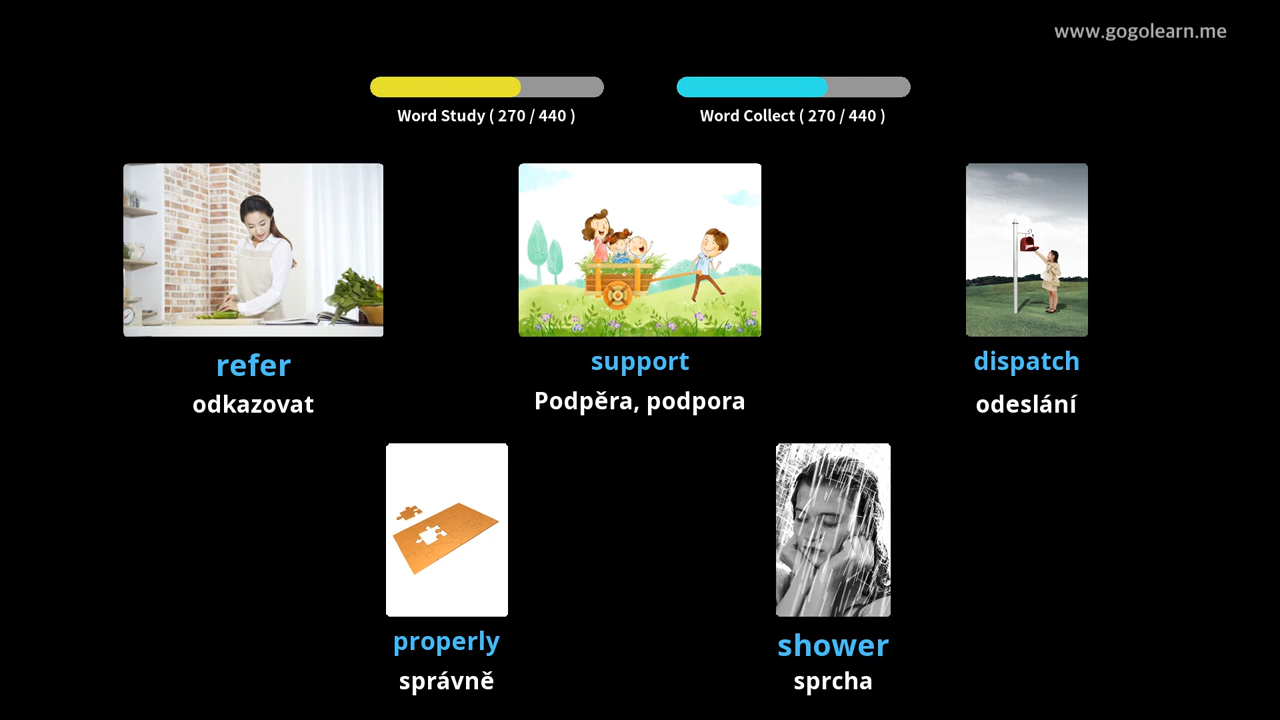 www.gogolearn.me
Word Study ( 270 / 440 )
Word Collect ( 270 / 440 )
refer
odkazovat
support
Podpěra, podpora
dispatch
odeslání
properly
správně
shower
sprcha